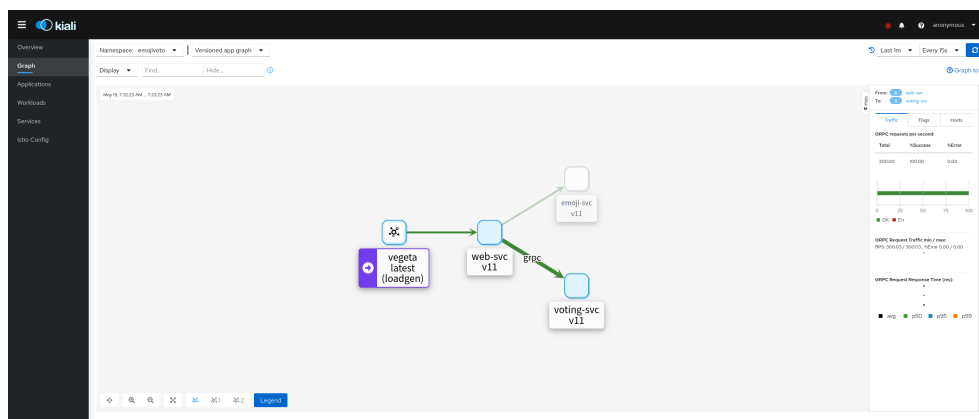 kiali
anonymous
Overview
Graph
Applications
Workloads
Services
Istio Config
Namespace: emojivoto
Versioned app graph
Last 1m
Every 15s
Display
Find...
Hide...
Graph to
May 19, 7:32:23 AM ... 7:33:23 AM
Hide
emoji-svc
v11
vegeta
latest
(loadgen)
web-svc
v11
grpc
voting-svc
v11
1
2
Legend
From: A web-svc
To: A voting-svc
Traffic Flags Hosts
GRPC requests per second:
Total %Success %Error
300.00 100.00 0.00
0 25 50 75 100
OK Err
GRPC Request Traffic min / max:
RPS: 300.03 / 300.03, %Error 0.00 / 0.00
GRPC Request Response Time (ms):
avg p50 p95 p99